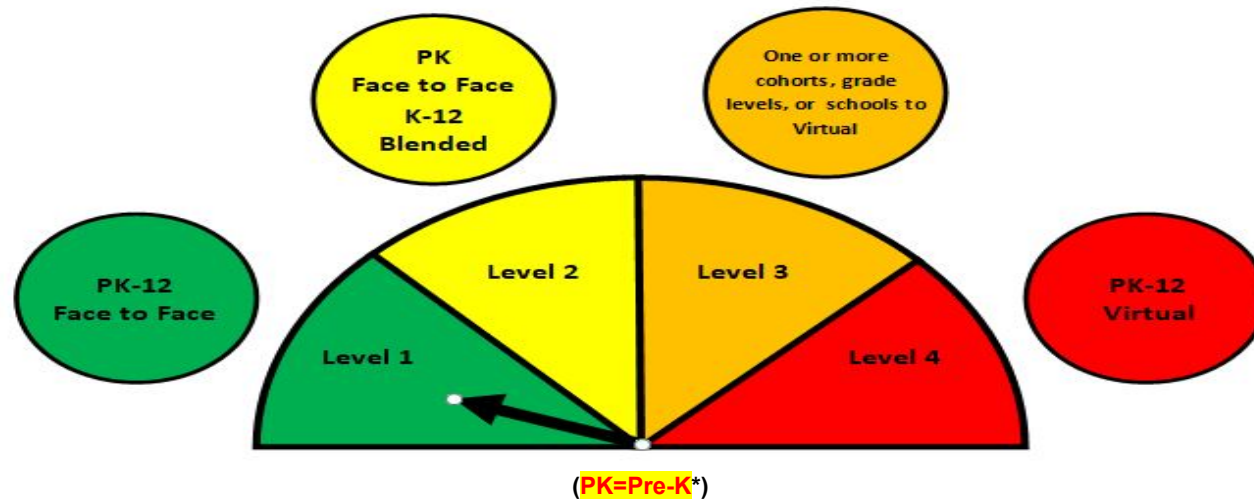 PK
Face to Face
K-12
Blended
One or more
cohorts, grade
levels, or schools to
Virtual
PK-12
Face to Face
Level 1
Level 2
Level 3
Level 4
PK-12
Virtual
(PK=Pre-K*)